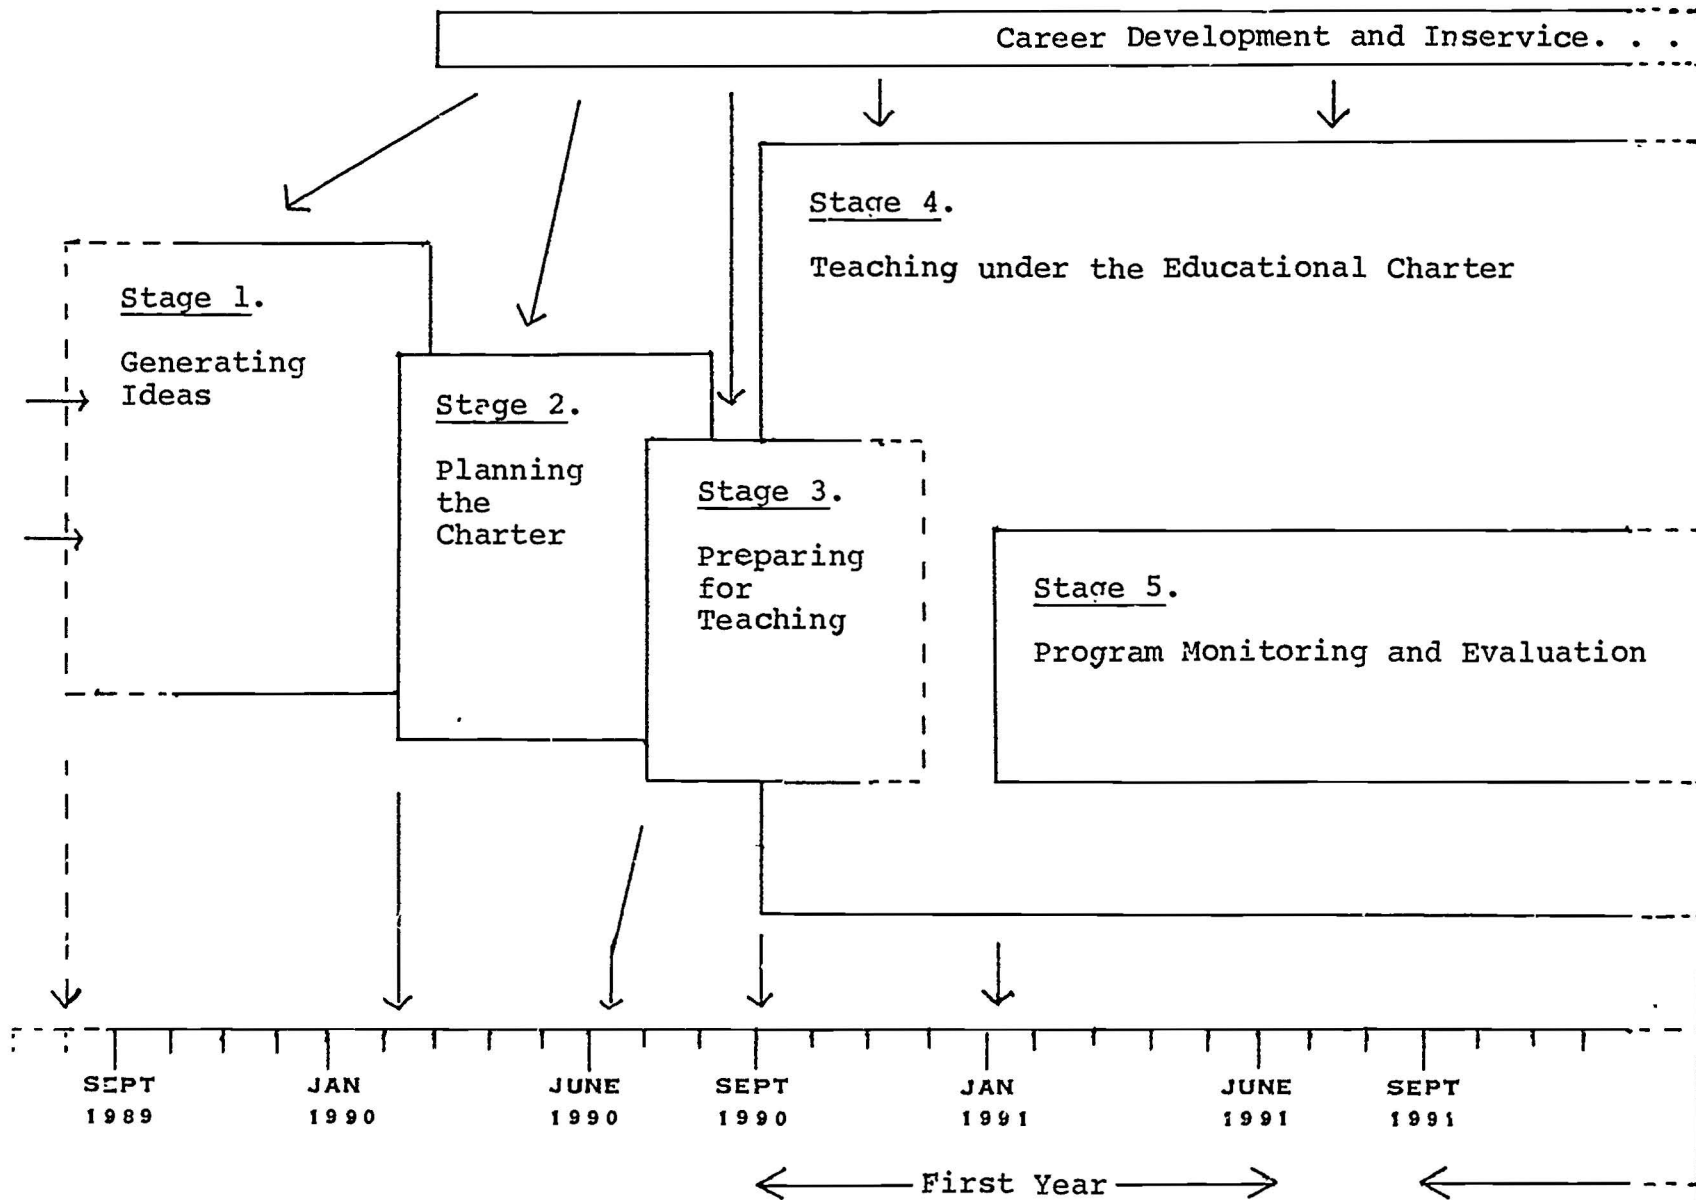 Career Development and Inservice. . .
Stage 4.
Teaching under the Educational Charter
Stage 1.
Generating
Ideas
Stage 2.
Planning
the
Charter
Stage 3.
Preparing
for
Teaching
Stage 5.
Program Monitoring and Evaluation
SEPT
1989
JAN
1990
JUNE
1990
SEPT
1990
JAN
1991
JUNE
1991
SEPT
1991
First Year